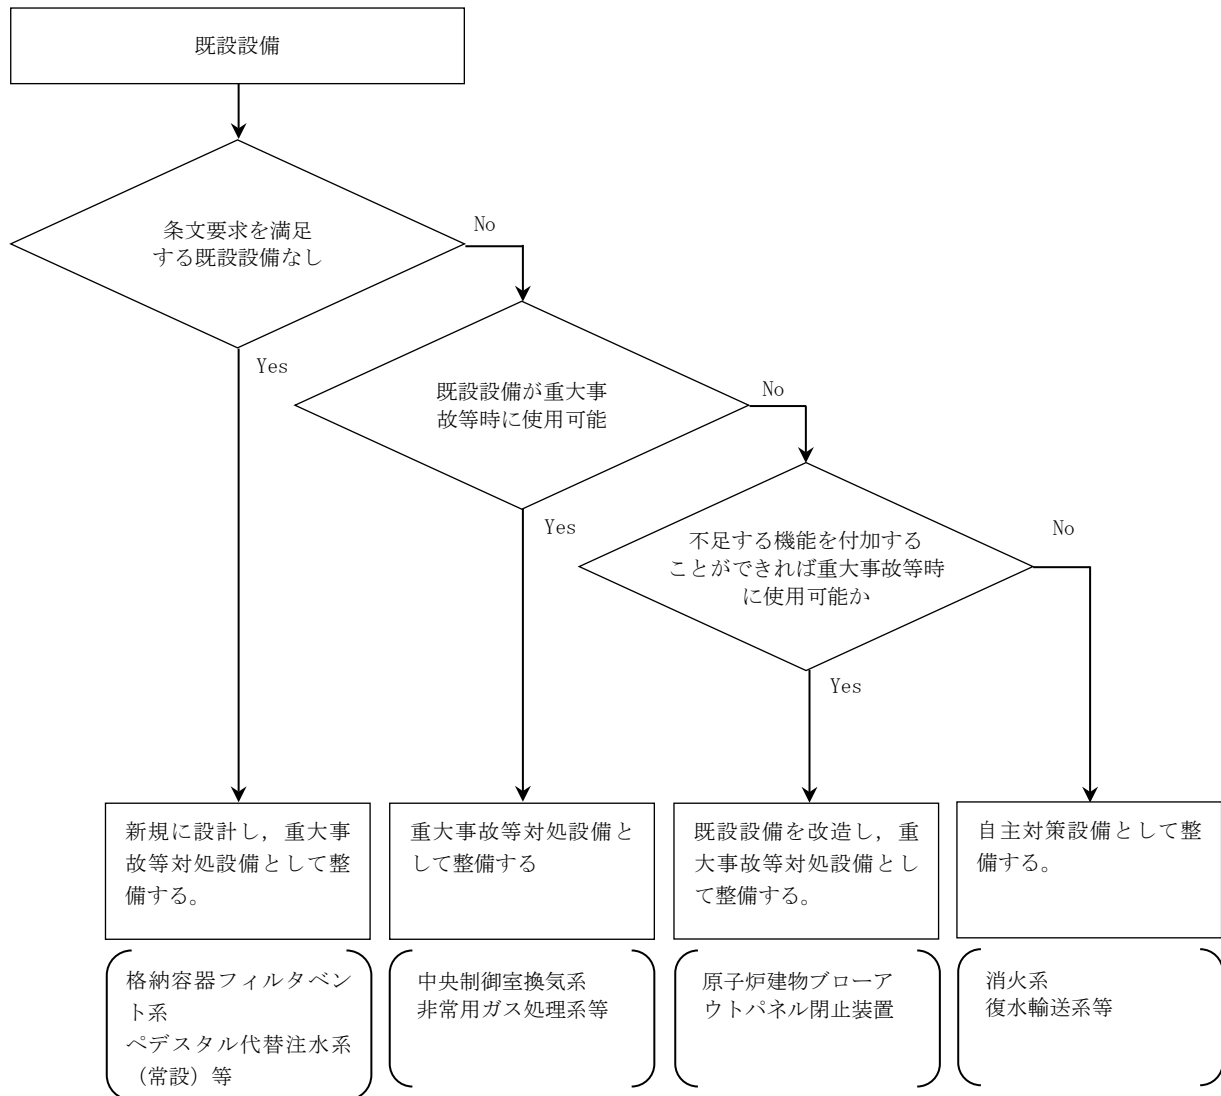 既設設備
条文要求を満足
する既設設備なし
No
Yes
既設設備が重大事
故等時に使用可能
No
Yes
不足する機能を付加する
ことができれば重大事故等時
に使用可能か
No
Yes
新規に設計し，重大事
故等対処設備として整
備する。
重大事故等対処設備と
して整備する
既設設備を改造し，重
大事故等対処設備とし
て整備する。
自主対策設備として整
備する。
格納容器フィルタベン
ト系
ペデスタル代替注水系
（常設）等
中央制御室換気系
非常用ガス処理系等
原子炉建物ブローア
ウトパネル閉止装置
消火系
復水輸送系等